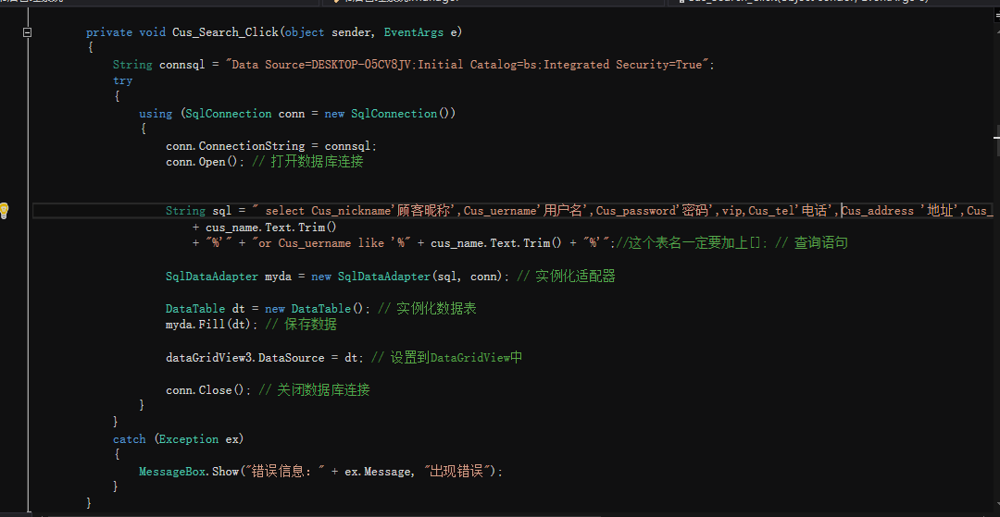 private void Cus_Search_Click(object sender, EventArgs e)
{
String connsql = "Data Source=DESKTOP-05CV8JV;Initial Catalog=bs;Integrated Security=True";
try
{
using (SqlConnection conn = new SqlConnection())
{
conn.ConnectionString = connsql;
conn.Open(); // 打开数据库连接
String sql = " select Cus_nickname'顾客昵称',Cus_uername'用户名',Cus_password'密码',vip,Cus_tel'电话',Cus_address '地址',Cus_
+ cus_name.Text.Trim()
+ "%'" + "or Cus_uername like '%" + cus_name.Text.Trim() + "%'";//这个表名一定要加上[]; // 查询语句
SqlDataAdapter myda = new SqlDataAdapter(sql, conn); // 实例化适配器
DataTable dt = new DataTable(); // 实例化数据表
myda.Fill(dt); // 保存数据
dataGridView3.DataSource = dt; // 设置到DataGridView中
conn.Close(); // 关闭数据库连接
}
}
catch (Exception ex)
{
MessageBox.Show("错误信息：" + ex.Message, "出现错误");
}
}